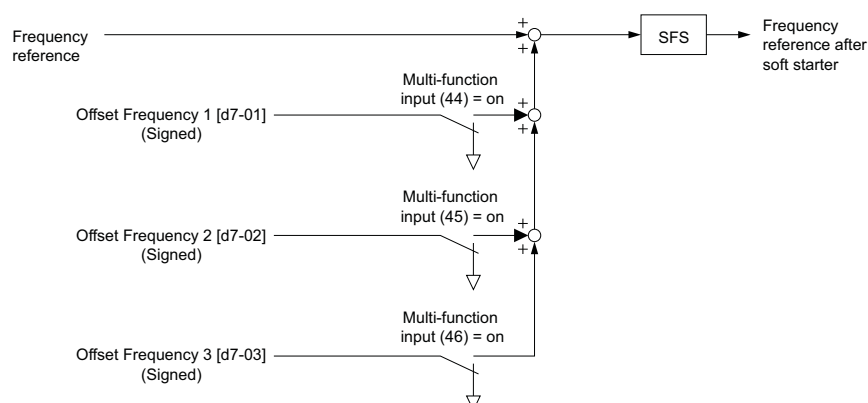 Frequency
reference
+
+
SFS
Frequency
reference after
soft starter
Multi-function
input (44) = on
Offset Frequency 1 [d7-01]
(Signed)
+
+
Multi-function
input (45) = on
Offset Frequency 2 [d7-02]
(Signed)
+
+
Multi-function
input (46) = on
Offset Frequency 3 [d7-03]
(Signed)